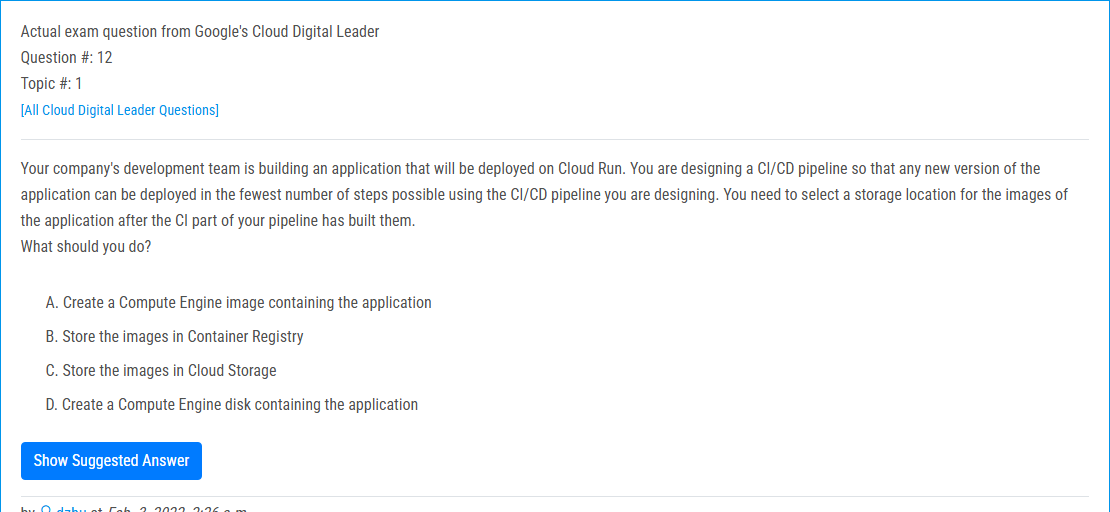 Actual exam question from Google's Cloud Digital Leader
Question #: 12
Topic #: 1
[All Cloud Digital Leader Questions]
Your company's development team is building an application that will be deployed on Cloud Run. You are designing a CI/CD pipeline so that any new version of the
application can be deployed in the fewest number of steps possible using the CI/CD pipeline you are designing. You need to select a storage location for the images of
the application after the CI part of your pipeline has built them.
What should you do?
A. Create a Compute Engine image containing the application
B. Store the images in Container Registry
C. Store the images in Cloud Storage
D. Create a Compute Engine disk containing the application
Show Suggested Answer
by at Feb. 3, 2022,